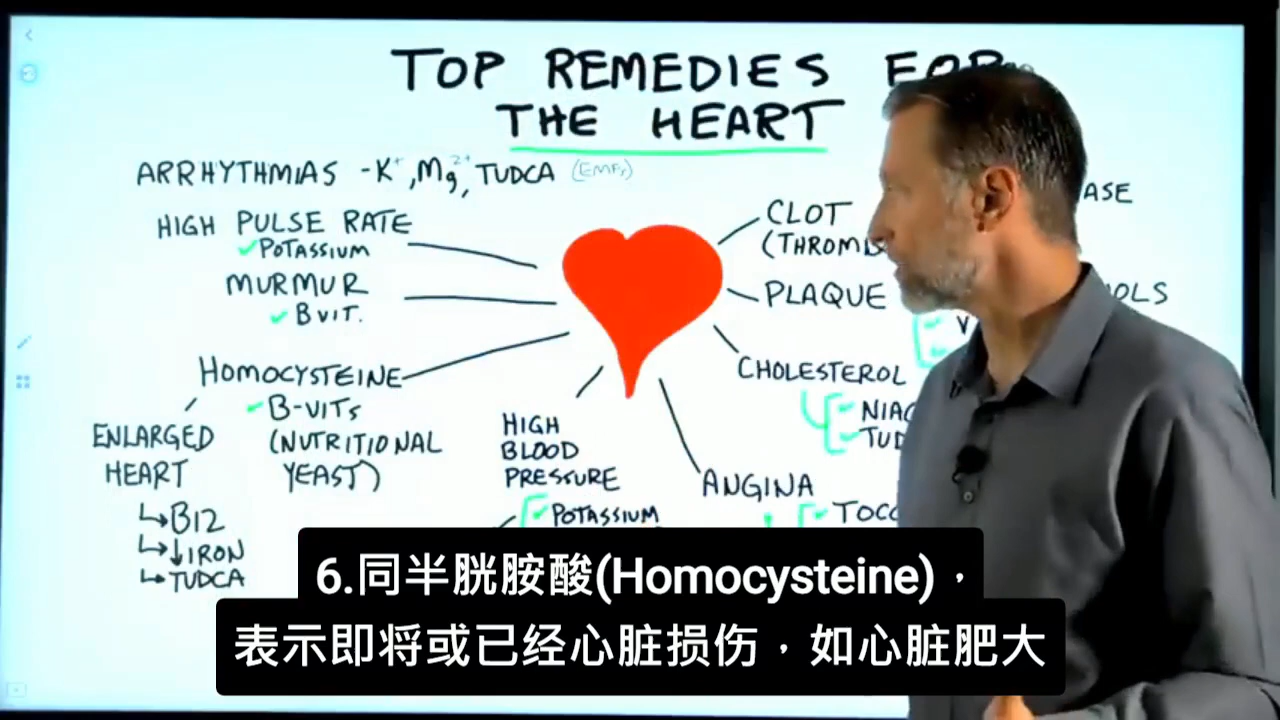 TOP REMEDIES FOR
THE HEART
ARRHYTHMIAS - K⁺, Mg²⁺, TUDCA (EMFs)
HIGH PULSE RATE
✓ POTASSIUM
MURMUR
✓ B VIT.
HOMOCYSTEINE
✓ B-VITs
(NUTRITIONAL
YEAST)
ENLARGED
HEART
↳ B12
↳ ↓IRON
↳ TUDCA
HIGH
BLOOD
PRESSURE
✓ POTASSIUM
ANGINA
✓ TOCO
CLOT
(THROMB
PLAQUE
CHOLESTEROL
✓ NIAC
✓ TUD
ASE
OLS
✓ V
6.同半胱胺酸(Homocysteine)，
表示即将或已经心脏损伤，如心脏肥大